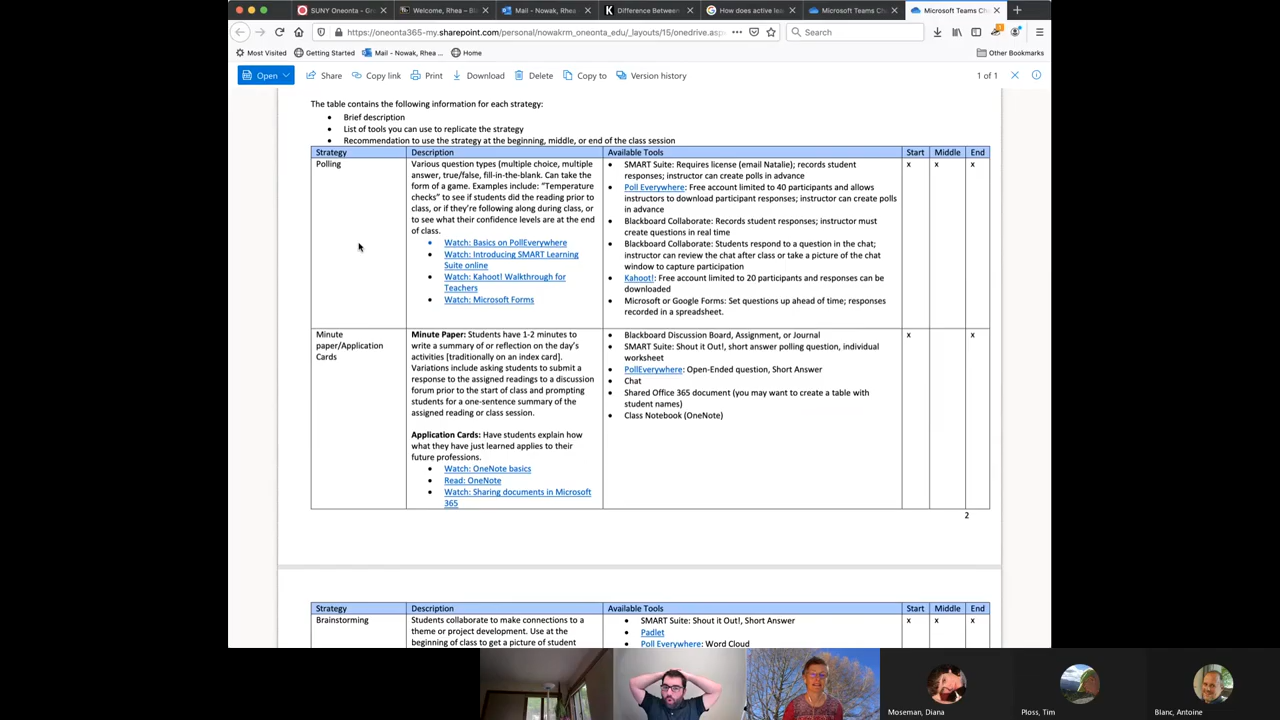 SUNY Oneonta - Gr
Welcome, Rhea – Bl
Mail - Nowak, Rhea
Difference Between
How does active lea
Microsoft Teams Ch
Microsoft Teams Ch
https://oneonta365-my.sharepoint.com/personal/nowakrm_oneonta_edu/_layouts/15/onedrive.asp
Search
Most Visited
Getting Started
Mail - Nowak, Rhea ...
Home
Other Bookmarks
Open
Share
Copy link
Print
Download
Delete
Copy to
Version history
1 of 1
The table contains the following information for each strategy:
• Brief description
• List of tools you can use to replicate the strategy
• Recommendation to use the strategy at the beginning, middle, or end of the class session
Strategy Description Available Tools Start Middle End
Polling
Various question types (multiple choice, multiple
answer, true/false, fill-in-the-blank. Can take the
form of a game. Examples include: "Temperature
checks" to see if students did the reading prior to
class, or if they're following along during class, or
to see what their confidence levels are at the end
of class.
• Watch: Basics on PollEverywhere
• Watch: Introducing SMART Learning
Suite online
• Watch: Kahoot! Walkthrough for
Teachers
• Watch: Microsoft Forms
• SMART Suite: Requires license (email Natalie); records student
responses; instructor can create polls in advance
• Poll Everywhere: Free account limited to 40 participants and allows
instructors to download participant responses; instructor can create polls
in advance
• Blackboard Collaborate: Records student responses; instructor must
create questions in real time
• Blackboard Collaborate: Students respond to a question in the chat;
instructor can review the chat after class or take a picture of the chat
window to capture participation
• Kahoot!: Free account limited to 20 participants and responses can be
downloaded
• Microsoft or Google Forms: Set questions up ahead of time; responses
recorded in a spreadsheet.
x x x
Minute
paper/Application
Cards
Minute Paper: Students have 1-2 minutes to
write a summary of or reflection on the day's
activities [traditionally on an index card].
Variations include asking students to submit a
response to the assigned readings to a discussion
forum prior to the start of class and prompting
students for a one-sentence summary of the
assigned reading or class session.
Application Cards: Have students explain how
what they have just learned applies to their
future professions.
• Watch: OneNote basics
• Read: OneNote
• Watch: Sharing documents in Microsoft
365
• Blackboard Discussion Board, Assignment, or Journal
• SMART Suite: Shout it Out!, short answer polling question, individual
worksheet
• PollEverywhere: Open-Ended question, Short Answer
• Chat
• Shared Office 365 document (you may want to create a table with
student names)
• Class Notebook (OneNote)
x x
2
Strategy Description Available Tools Start Middle End
Brainstorming
Students collaborate to make connections to a
theme or project development. Use at the
beginning of class to get a picture of student
• SMART Suite: Shout it Out!, Short Answer
• Padlet
• Poll Everywhere: Word Cloud
x x x
Moseman, Diana
Ploss, Tim
Blanc, Antoine